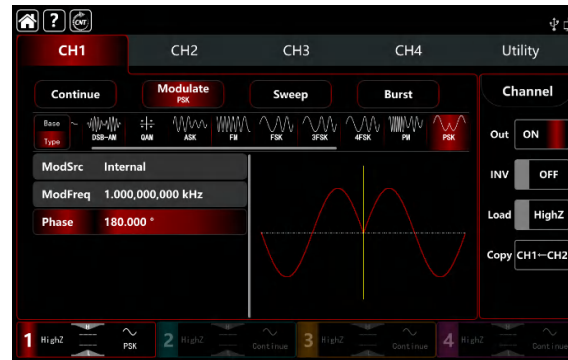 ? CNT
CH1 CH2 CH3 CH4 Utility
Continue Modulate Sweep Burst Channel
PSK
Base
Type DSB-AM QAM ASK FM FSK 3FSK 4FSK PM PSK
Out ON
ModSrc Internal
INV OFF
ModFreq 1.000,000,000 kHz
Load HighZ
Phase 180.000 °
Copy CH1←CH2
1 HighZ PSK 2 HighZ Continue 3 HighZ Continue 4 HighZ Continue